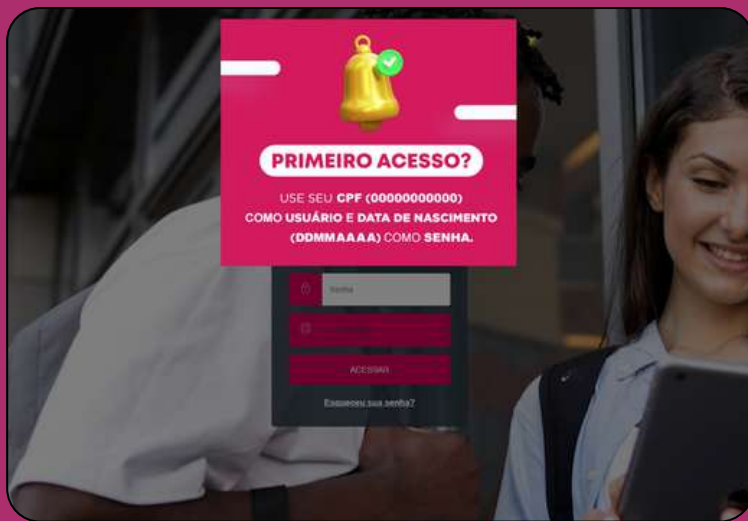 PRIMEIRO ACESSO?
USE SEU CPF (00000000000)
COMO USUÁRIO E DATA DE NASCIMENTO
(DDMMAAAA) COMO SENHA.
Senha
ACESSAR
Esqueceu sua senha?